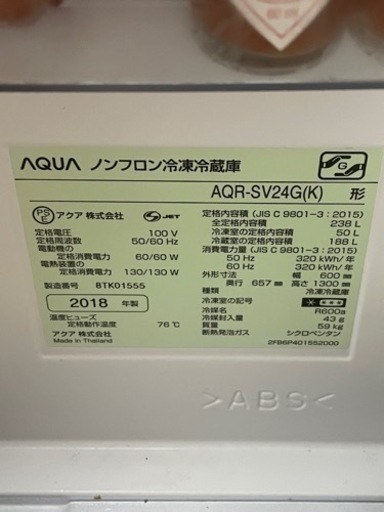 AQUA ノンフロン冷凍冷蔵庫
G
AQR-SV24G(K) 形
PSE アクア 株式会社 JET
定格電圧 100 V
定格周波数 50/60 Hz
電動機の
定格消費電力 60/60 W
電熱装置の
定格消費電力 130/130 W
製造番号 8TK01555
2018 年製
温度ヒューズ
定格動作温度 76℃
アクア 株式会社
Made in Thailand
定格内容積 (JIS C 9801-3:2015)
全定格内容積 238 L
冷凍室の定格内容積 50 L
冷蔵室の定格内容積 188 L
消費電力量 (JIS C 9801-3:2015)
50 Hz 320 kWh/年
60 Hz 320 kWh/年
外形寸法 幅 600 mm
奥行 657 mm 高さ 1300 mm
種類 冷凍冷蔵庫
冷凍室の記号
冷媒 R600a
冷媒封入量 43 g
質量 59 kg
断熱発泡ガス シクロペンタン
2FB6P401552000
>ABS<